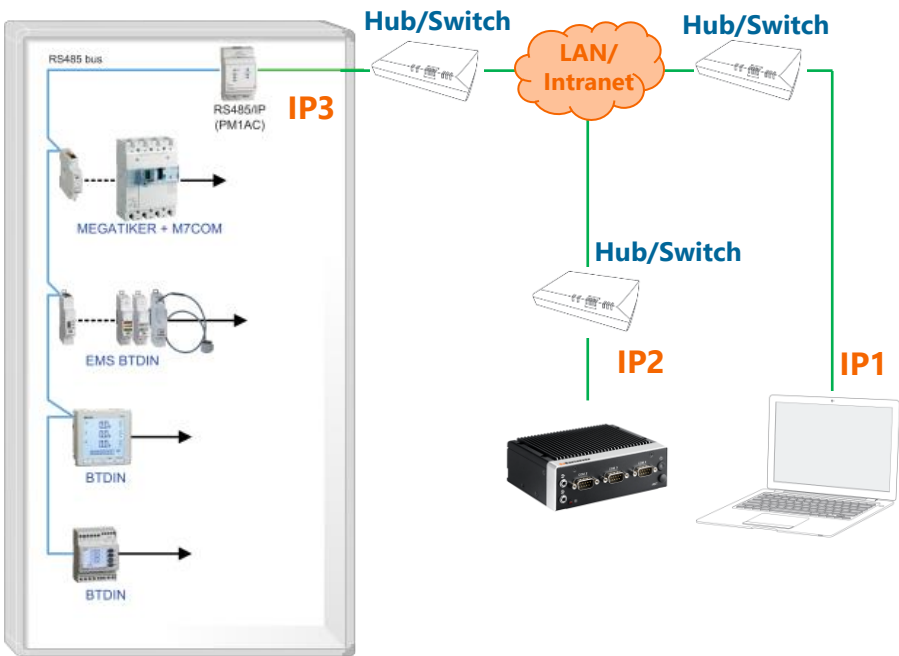 Hub/Switch
Hub/Switch
RS485 bus
LAN/
Intranet
RS485/IP
(PM1AC)
IP3
MEGATIKER + M7COM
Hub/Switch
EMS BTDIN
IP2
IP1
BTDIN
BTDIN